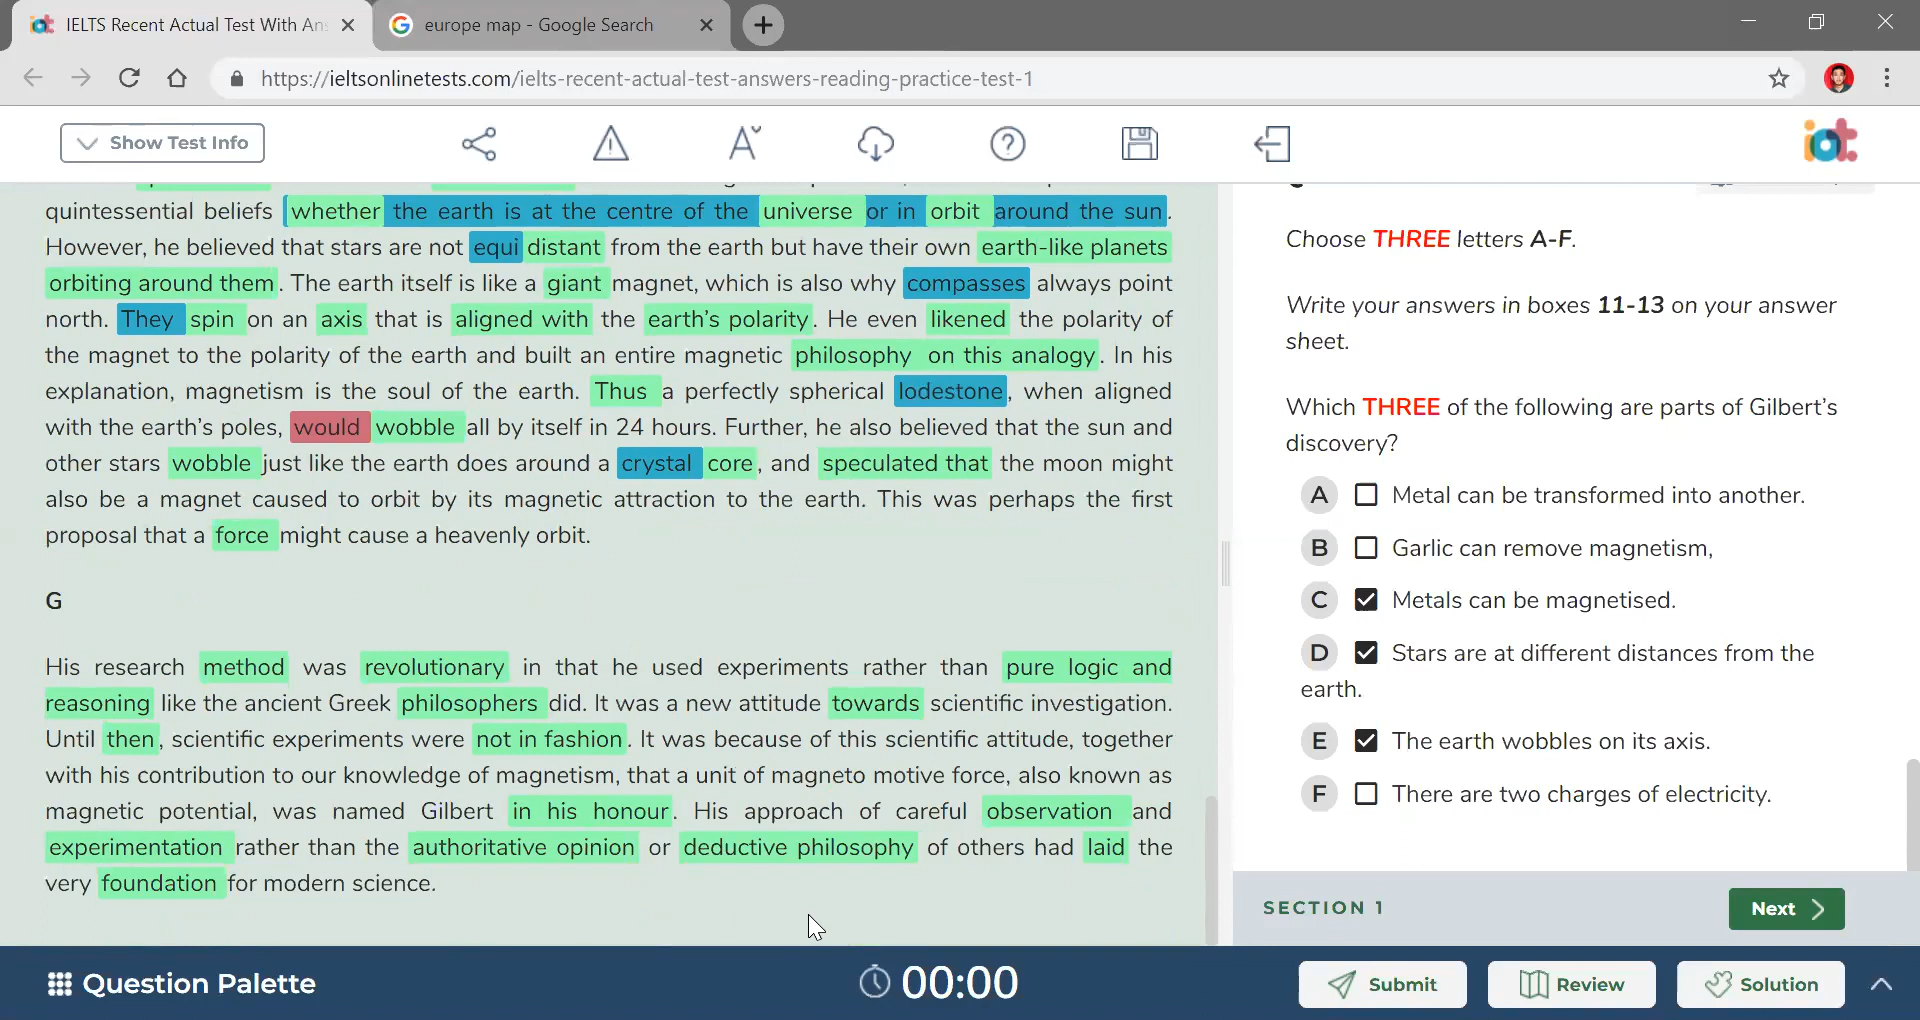 IELTS Recent Actual Test With Ans
europe map - Google Search
https://ieltsonlinetests.com/ielts-recent-actual-test-answers-reading-practice-test-1
Show Test Info
iot
quintessential beliefs whether the earth is at the centre of the universe or in orbit around the sun.
However, he believed that stars are not equi distant from the earth but have their own earth-like planets
orbiting around them. The earth itself is like a giant magnet, which is also why compasses always point
north. They spin on an axis that is aligned with the earth's polarity. He even likened the polarity of
the magnet to the polarity of the earth and built an entire magnetic philosophy on this analogy. In his
explanation, magnetism is the soul of the earth. Thus a perfectly spherical lodestone, when aligned
with the earth's poles, would wobble all by itself in 24 hours. Further, he also believed that the sun and
other stars wobble just like the earth does around a crystal core, and speculated that the moon might
also be a magnet caused to orbit by its magnetic attraction to the earth. This was perhaps the first
proposal that a force might cause a heavenly orbit.
G
His research method was revolutionary in that he used experiments rather than pure logic and
reasoning like the ancient Greek philosophers did. It was a new attitude towards scientific investigation.
Until then, scientific experiments were not in fashion. It was because of this scientific attitude, together
with his contribution to our knowledge of magnetism, that a unit of magneto motive force, also known as
magnetic potential, was named Gilbert in his honour. His approach of careful observation and
experimentation rather than the authoritative opinion or deductive philosophy of others had laid the
very foundation for modern science.
Choose THREE letters A-F.
Write your answers in boxes 11-13 on your answer
sheet.
Which THREE of the following are parts of Gilbert's
discovery?
A Metal can be transformed into another.
B Garlic can remove magnetism,
C Metals can be magnetised.
D Stars are at different distances from the
earth.
E The earth wobbles on its axis.
F There are two charges of electricity.
SECTION 1
Next
Question Palette
00:00
Submit
Review
Solution